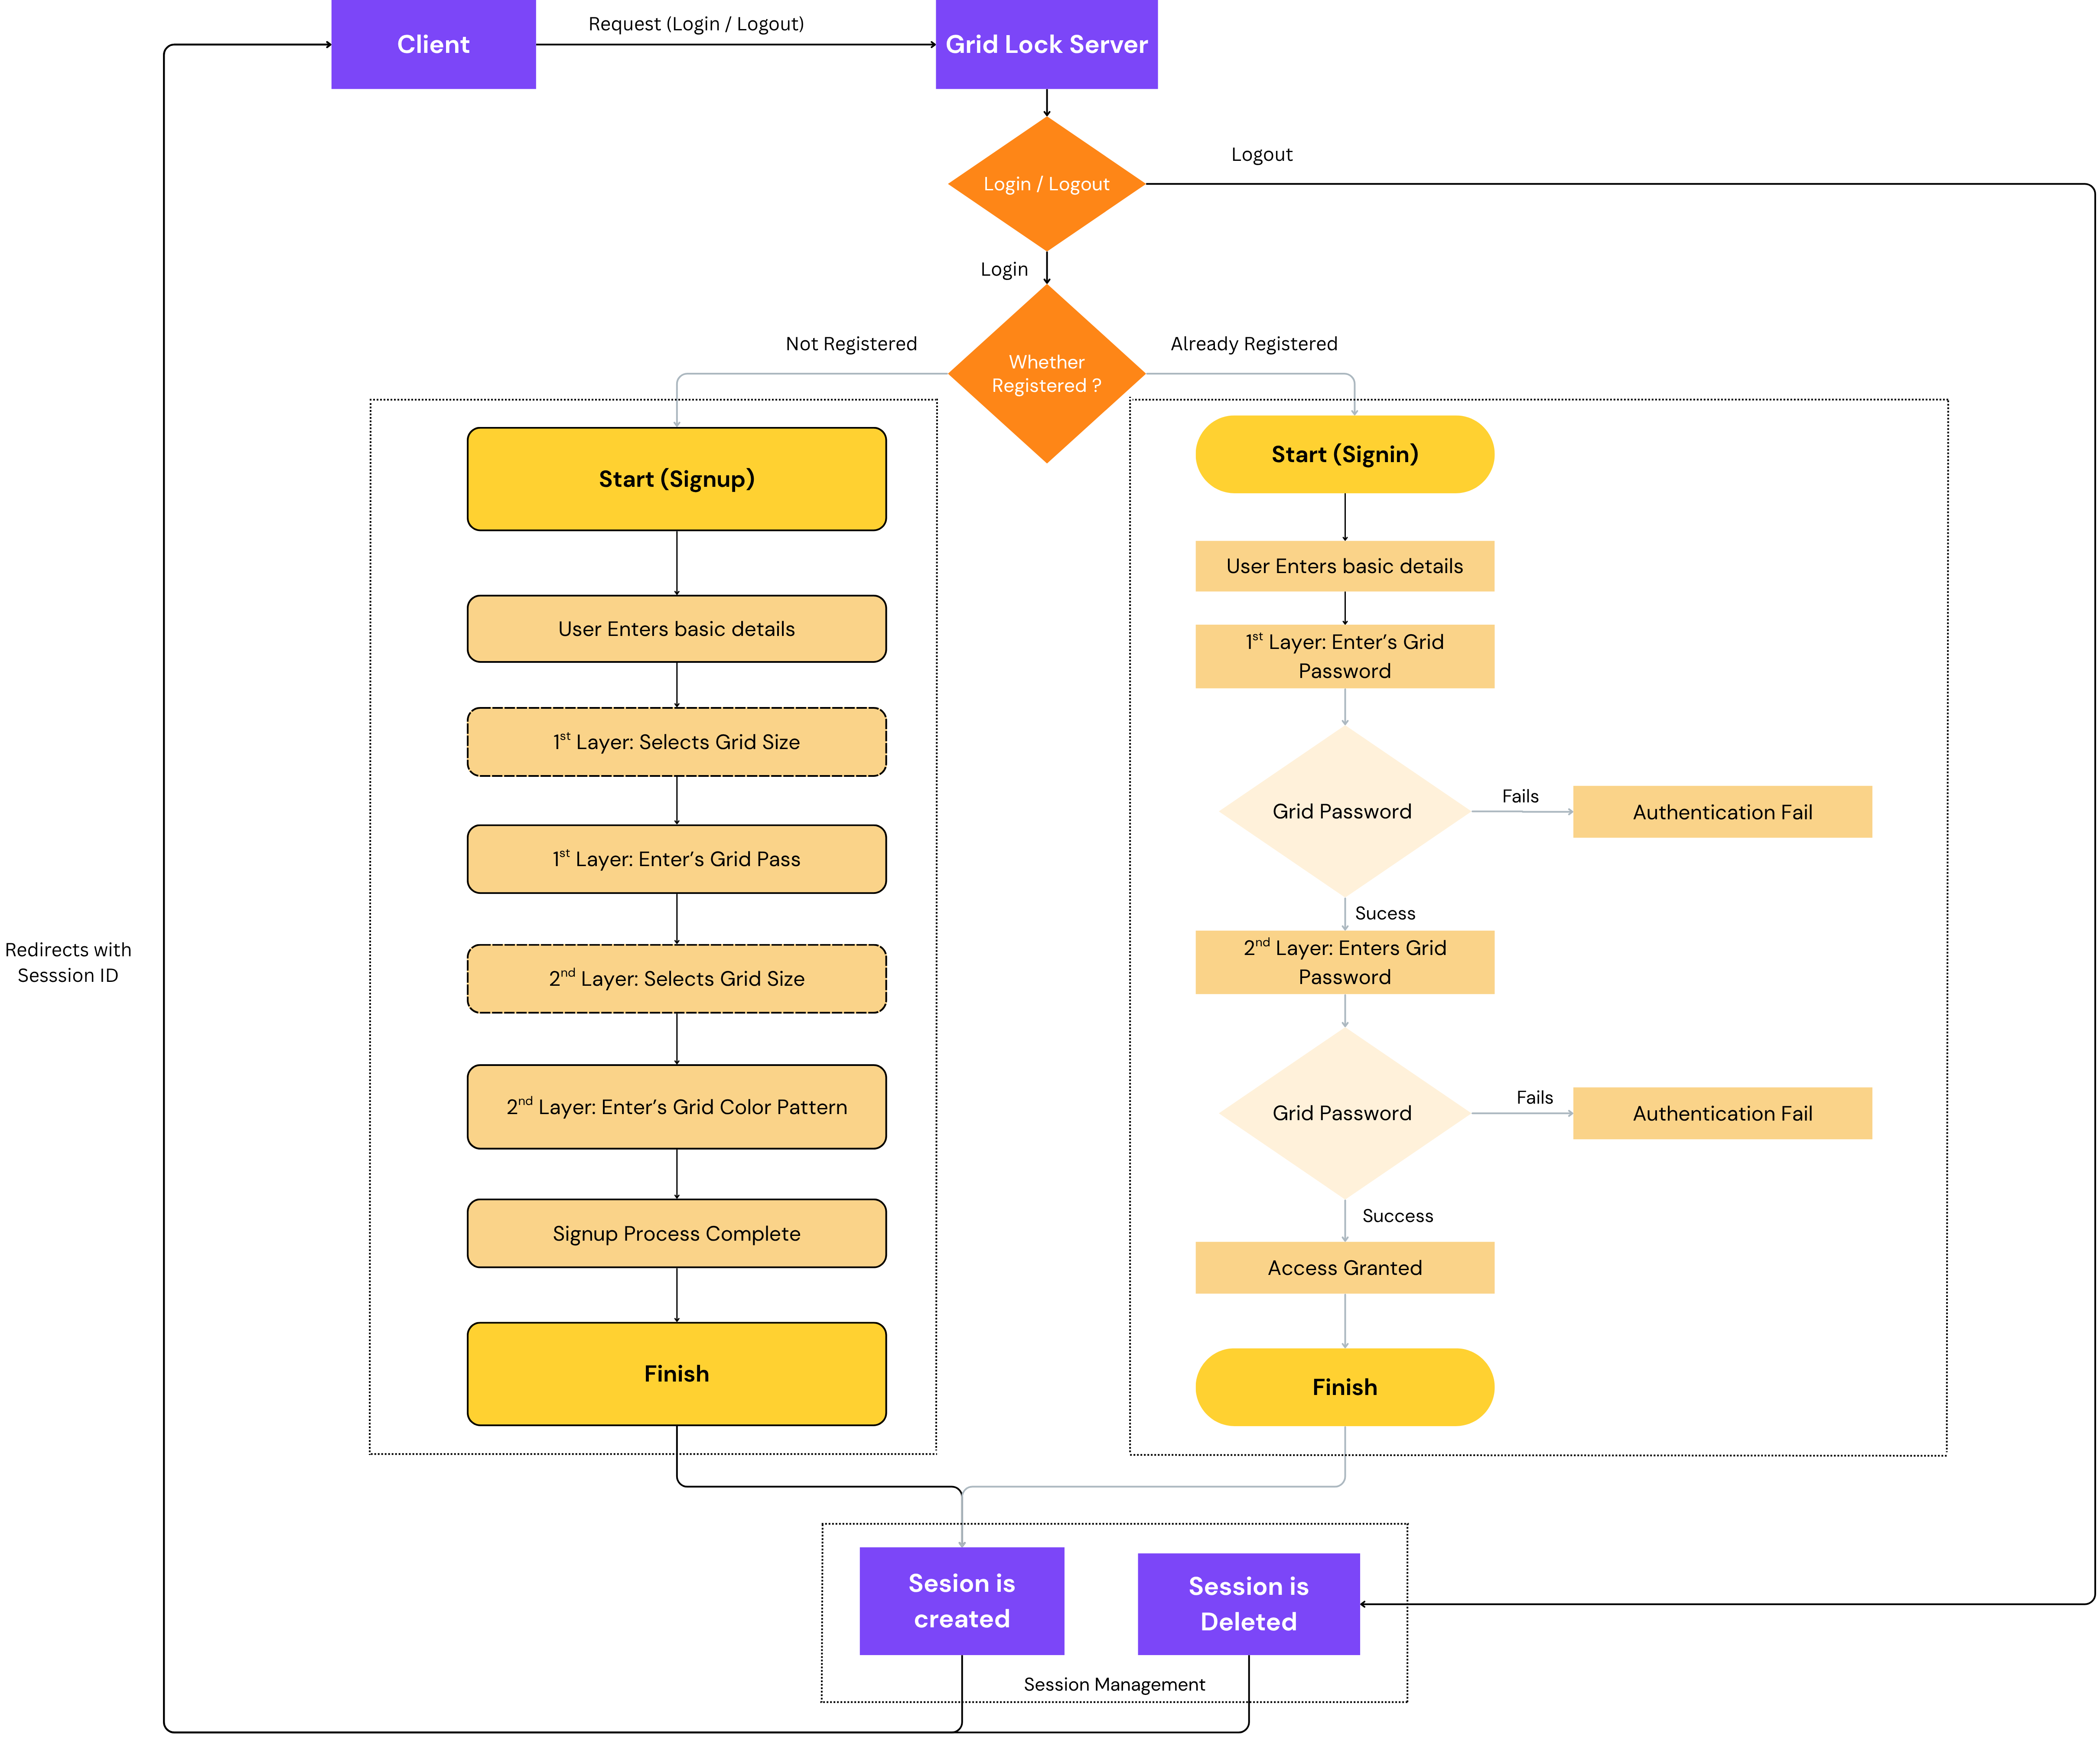 Client
Request (Login / Logout)
Grid Lock Server
Login / Logout
Logout
Login
Whether
Registered ?
Not Registered
Already Registered
Start (Signup)
User Enters basic details
1st Layer: Selects Grid Size
1st Layer: Enter’s Grid Pass
2nd Layer: Selects Grid Size
2nd Layer: Enter’s Grid Color Pattern
Signup Process Complete
Finish
Start (Signin)
User Enters basic details
1st Layer: Enter’s Grid
Password
Grid Password
Fails
Authentication Fail
Sucess
2nd Layer: Enters Grid
Password
Grid Password
Fails
Authentication Fail
Success
Access Granted
Finish
Redirects with
Sesssion ID
Sesion is
created
Session is
Deleted
Session Management